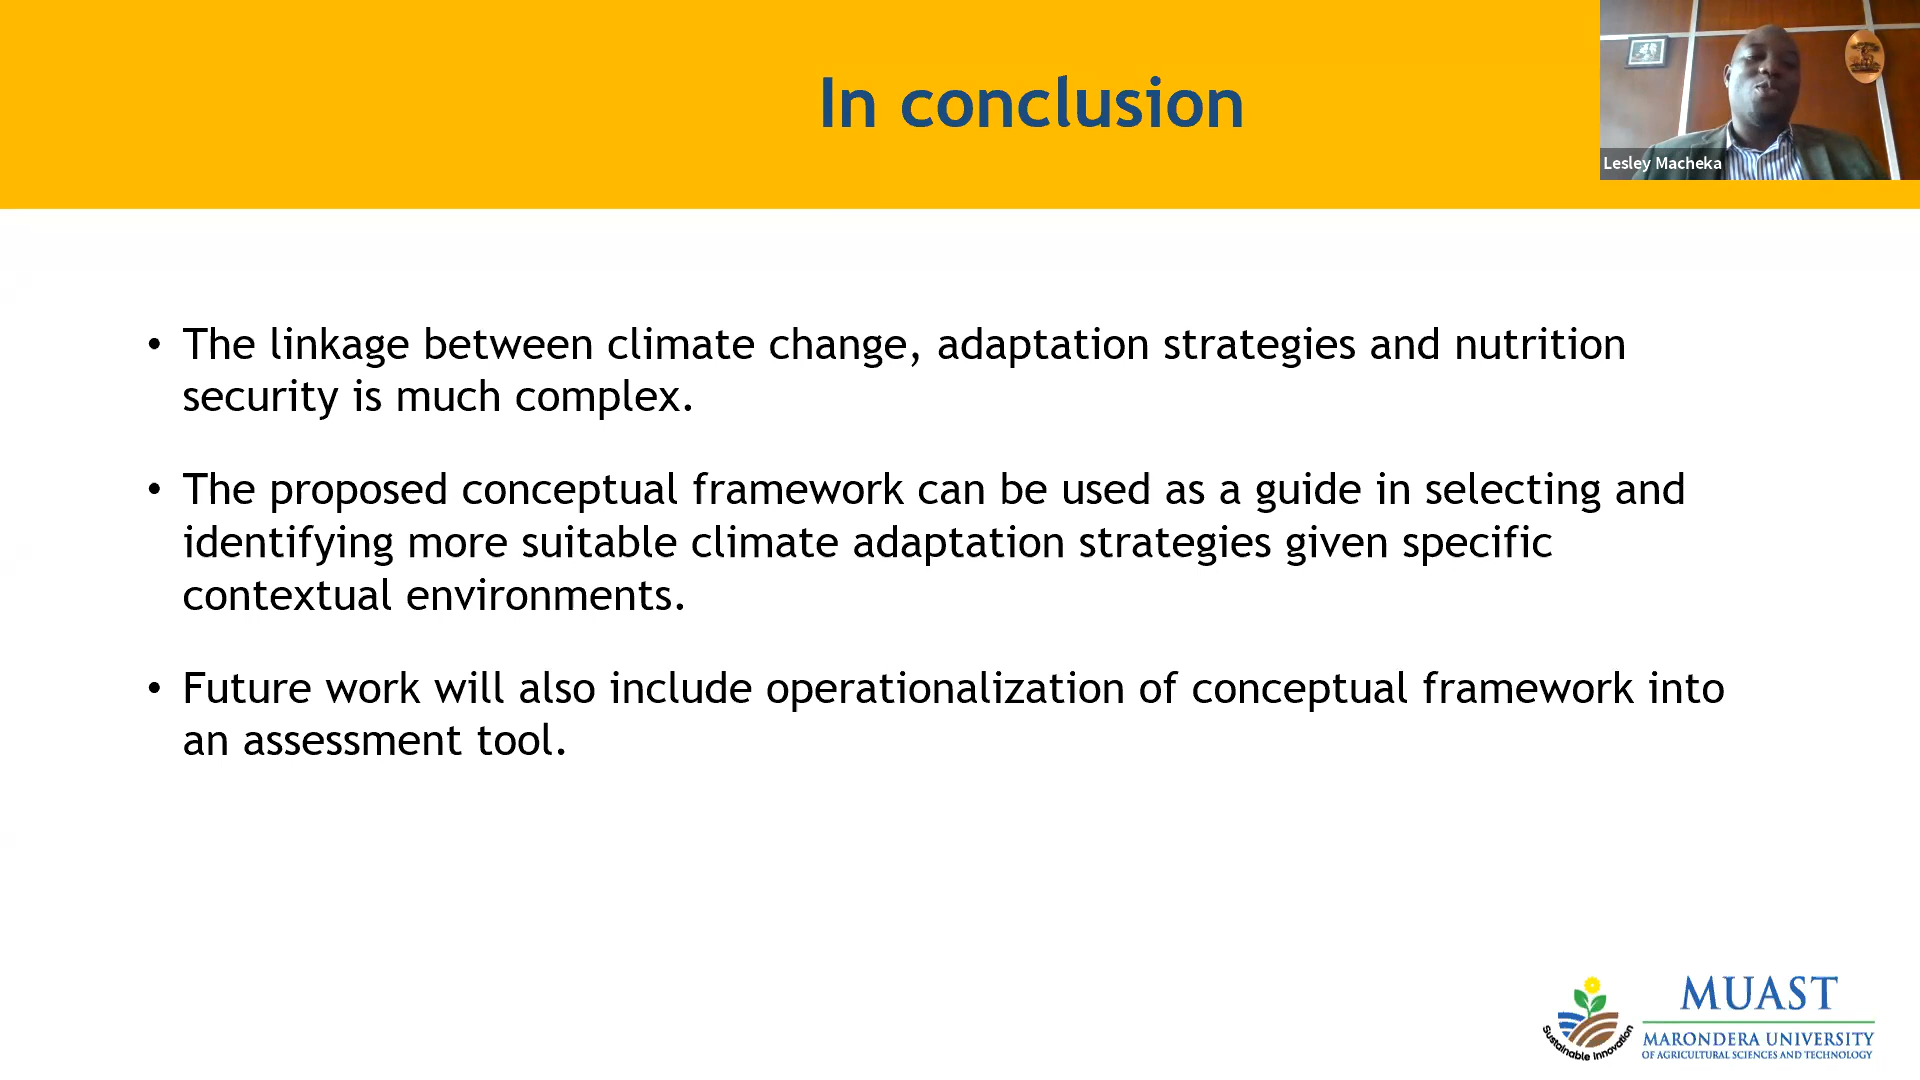 In conclusion
Lesley Macheka
• The linkage between climate change, adaptation strategies and nutrition
security is much complex.
• The proposed conceptual framework can be used as a guide in selecting and
identifying more suitable climate adaptation strategies given specific
contextual environments.
• Future work will also include operationalization of conceptual framework into
an assessment tool.
Sustainable Innovation
MUAST
MARONDERA UNIVERSITY
OF AGRICULTURAL SCIENCES AND TECHNOLOGY